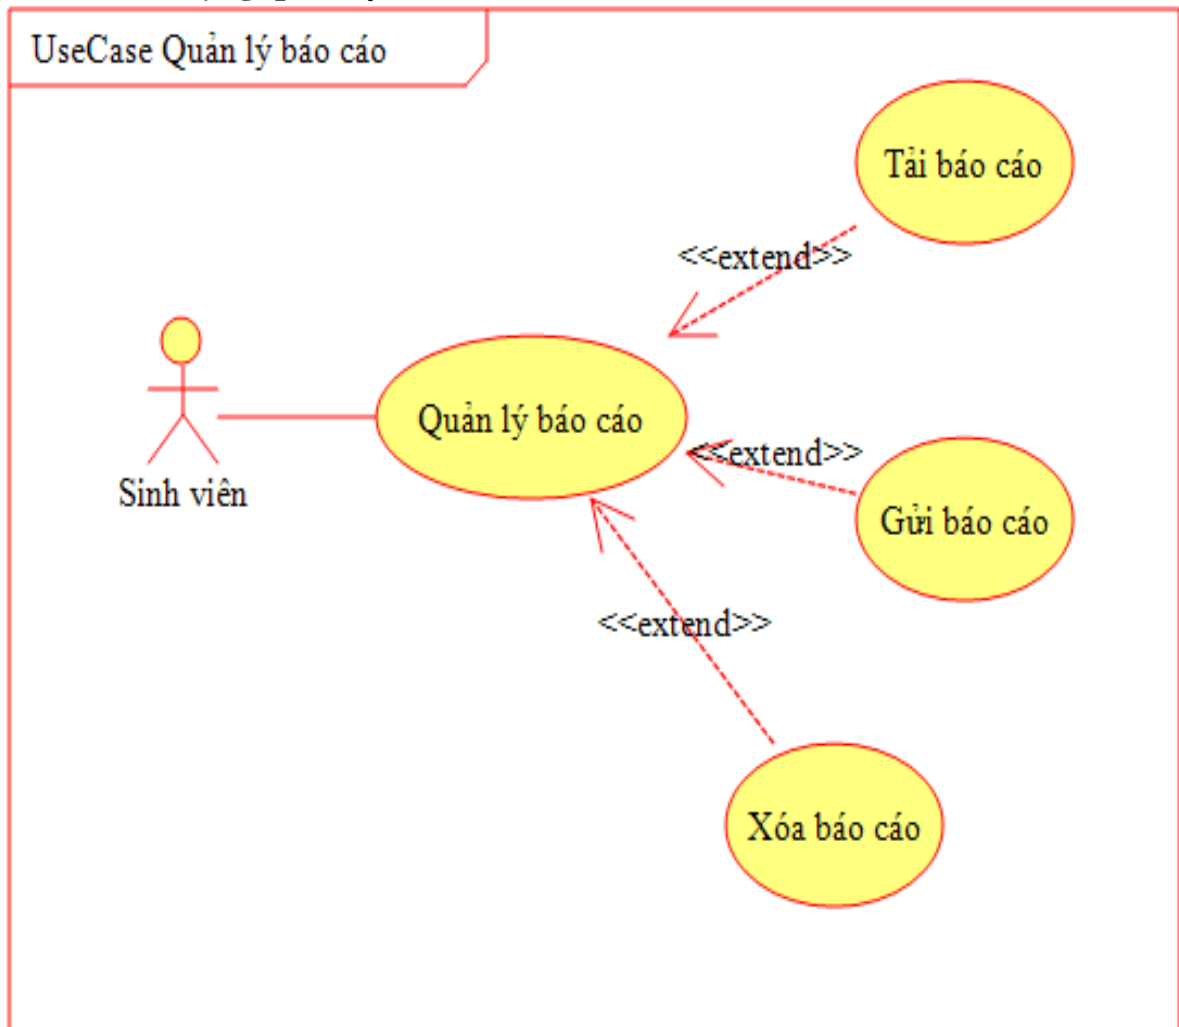 UseCase Quản lý báo cáo
Tải báo cáo
<<extend>>
Quản lý báo cáo
<<extend>>
Sinh viên
Gửi báo cáo
<<extend>>
Xóa báo cáo